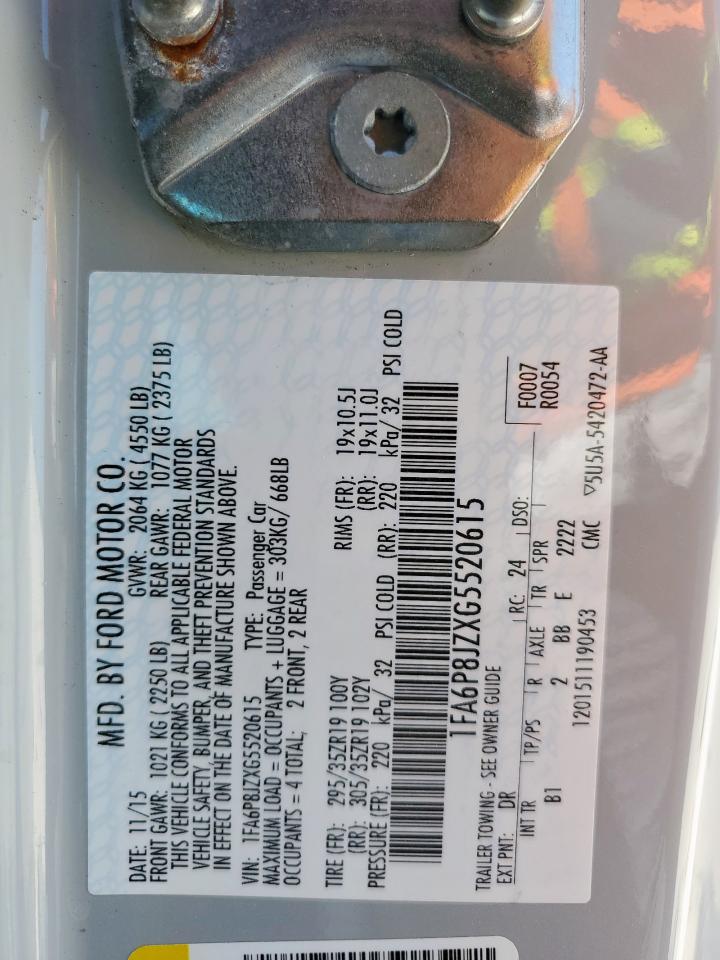 MFD. BY FORD MOTOR CO.
DATE: 11/15 GVWR: 2064 KG ( 4550 LB)
FRONT GAWR: 1021 KG ( 2250 LB) REAR GAWR: 1077 KG ( 2375 LB)
THIS VEHICLE CONFORMS TO ALL APPLICABLE FEDERAL MOTOR
VEHICLE SAFETY, BUMPER, AND THEFT PREVENTION STANDARDS
IN EFFECT ON THE DATE OF MANUFACTURE SHOWN ABOVE.
VIN: 1FA6P8JZXG5520615 TYPE: Passenger Car
MAXIMUM LOAD = OCCUPANTS + LUGGAGE = 303KG/ 668LB
OCCUPANTS = 4 TOTAL; 2 FRONT, 2 REAR
TIRE (FR): 295/35ZR19 100Y RIMS (FR): 19x10.5J
(RR): 305/35ZR19 102Y (RR): 19x11.0J
PRESSURE (FR): 220 kPa/ 32 PSI COLD (RR): 220 kPa/ 32 PSI COLD
1FA6P8JZXG5520615
TRAILER TOWING - SEE OWNER GUIDE
F0007
EXT PNT: DR RC: 24 DSO: R0054
INT TR TP/PS R AXLE TR SPR
B1 2 BB E 2222
1201511190453 CMC ▽5U5A-5420472-AA